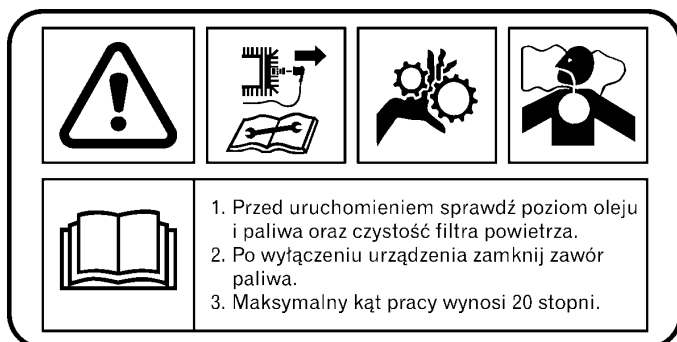 1. Przed uruchomieniem sprawdź poziom oleju
i paliwa oraz czystość filtra powietrza.
2. Po wyłączeniu urządzenia zamknij zawór
paliwa.
3. Maksymalny kąt pracy wynosi 20 stopni.